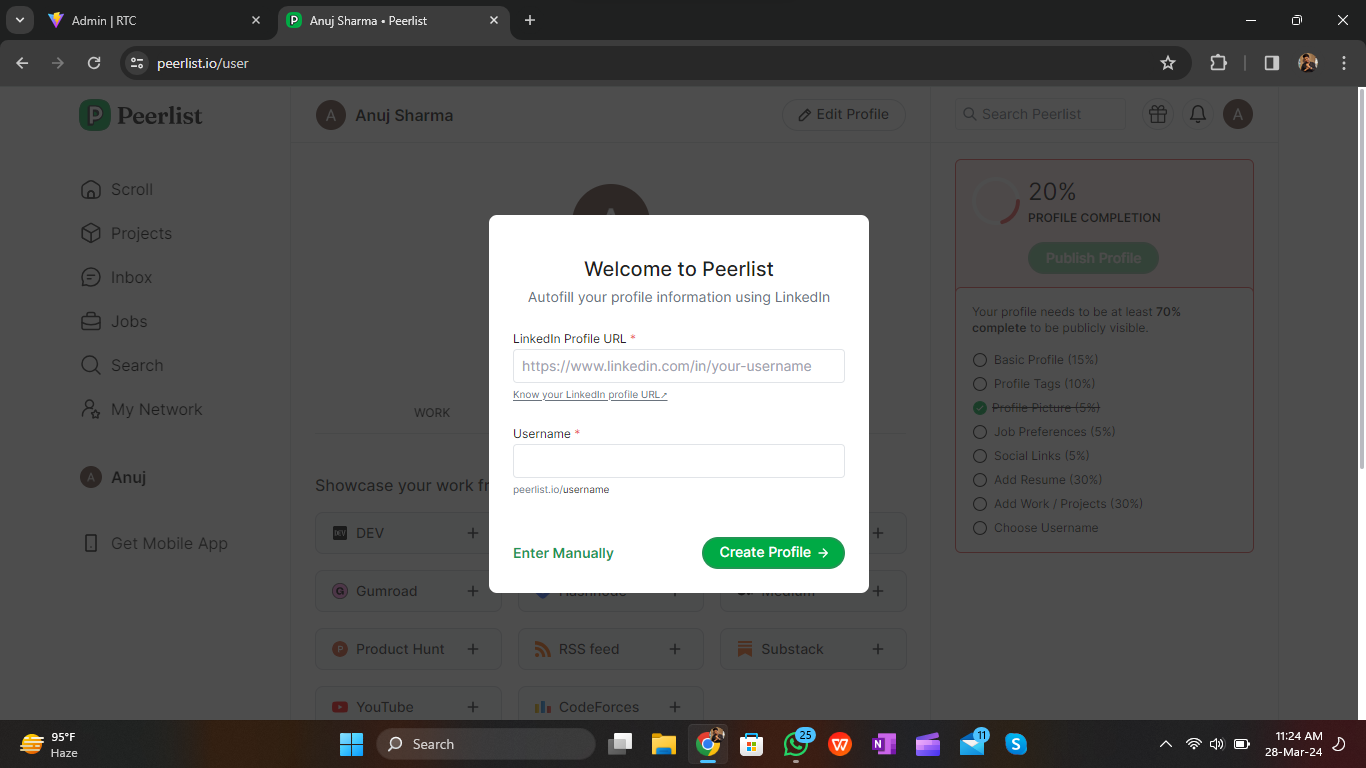 Admin | RTC
Anuj Sharma • Peerlist
peerlist.io/user
Peerlist
A
Anuj Sharma
Edit Profile
Search Peerlist
A
Scroll
Projects
Inbox
Jobs
Search
My Network
A
Anuj
Get Mobile App
WORK
Showcase your work
DEV
Gumroad
Hashnode
Medium
Product Hunt
RSS feed
Substack
YouTube
CodeForces
Welcome to Peerlist
Autofill your profile information using LinkedIn
LinkedIn Profile URL *
https://www.linkedin.com/in/your-username
Know your LinkedIn profile URL↗
Username *
peerlist.io/username
Enter Manually
Create Profile →
20%
PROFILE COMPLETION
Publish Profile
Your profile needs to be at least 70%
complete to be publicly visible.
Basic Profile (15%)
Profile Tags (10%)
Profile Picture (5%)
Job Preferences (5%)
Social Links (5%)
Add Resume (30%)
Add Work / Projects (30%)
Choose Username
95°F
Haze
Search
25
11
11:24 AM
28-Mar-24